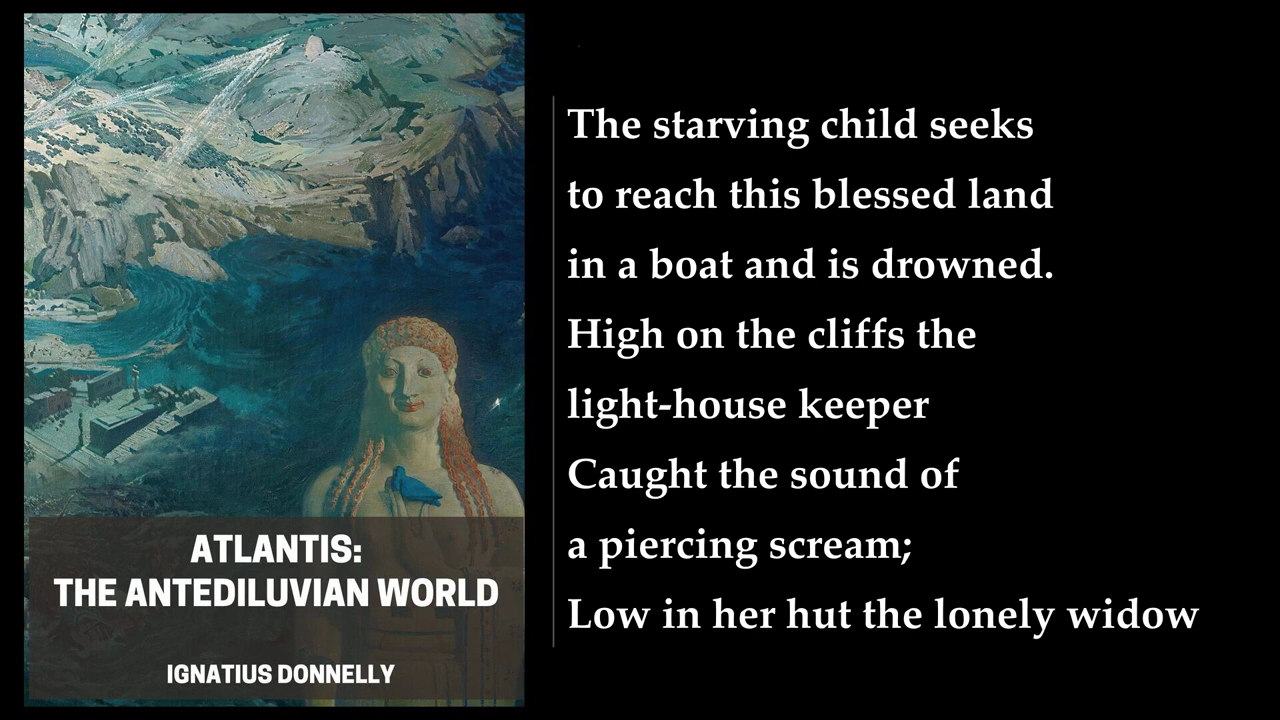 ATLANTIS:
THE ANTEDILUVIAN WORLD
IGNATIUS DONNELLY
The starving child seeks
to reach this blessed land
in a boat and is drowned.
High on the cliffs the
light-house keeper
Caught the sound of
a piercing scream;
Low in her hut the lonely widow